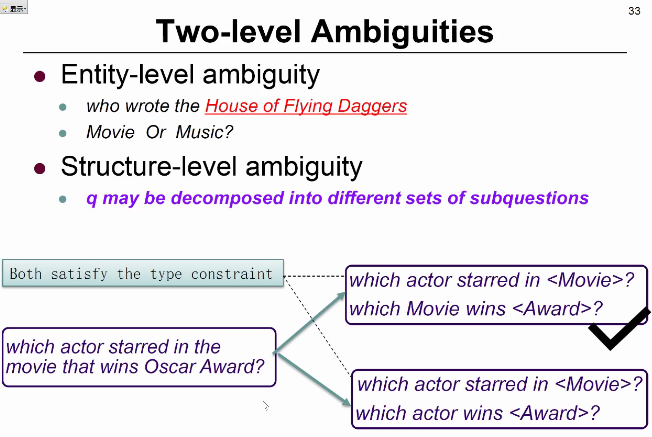 显示
33
Two-level Ambiguities
Entity-level ambiguity
who wrote the House of Flying Daggers
Movie Or Music?
Structure-level ambiguity
q may be decomposed into different sets of subquestions
Both satisfy the type constraint
which actor starred in <Movie>?
which Movie wins <Award>?
which actor starred in the
movie that wins Oscar Award?
which actor starred in <Movie>?
which actor wins <Award>?